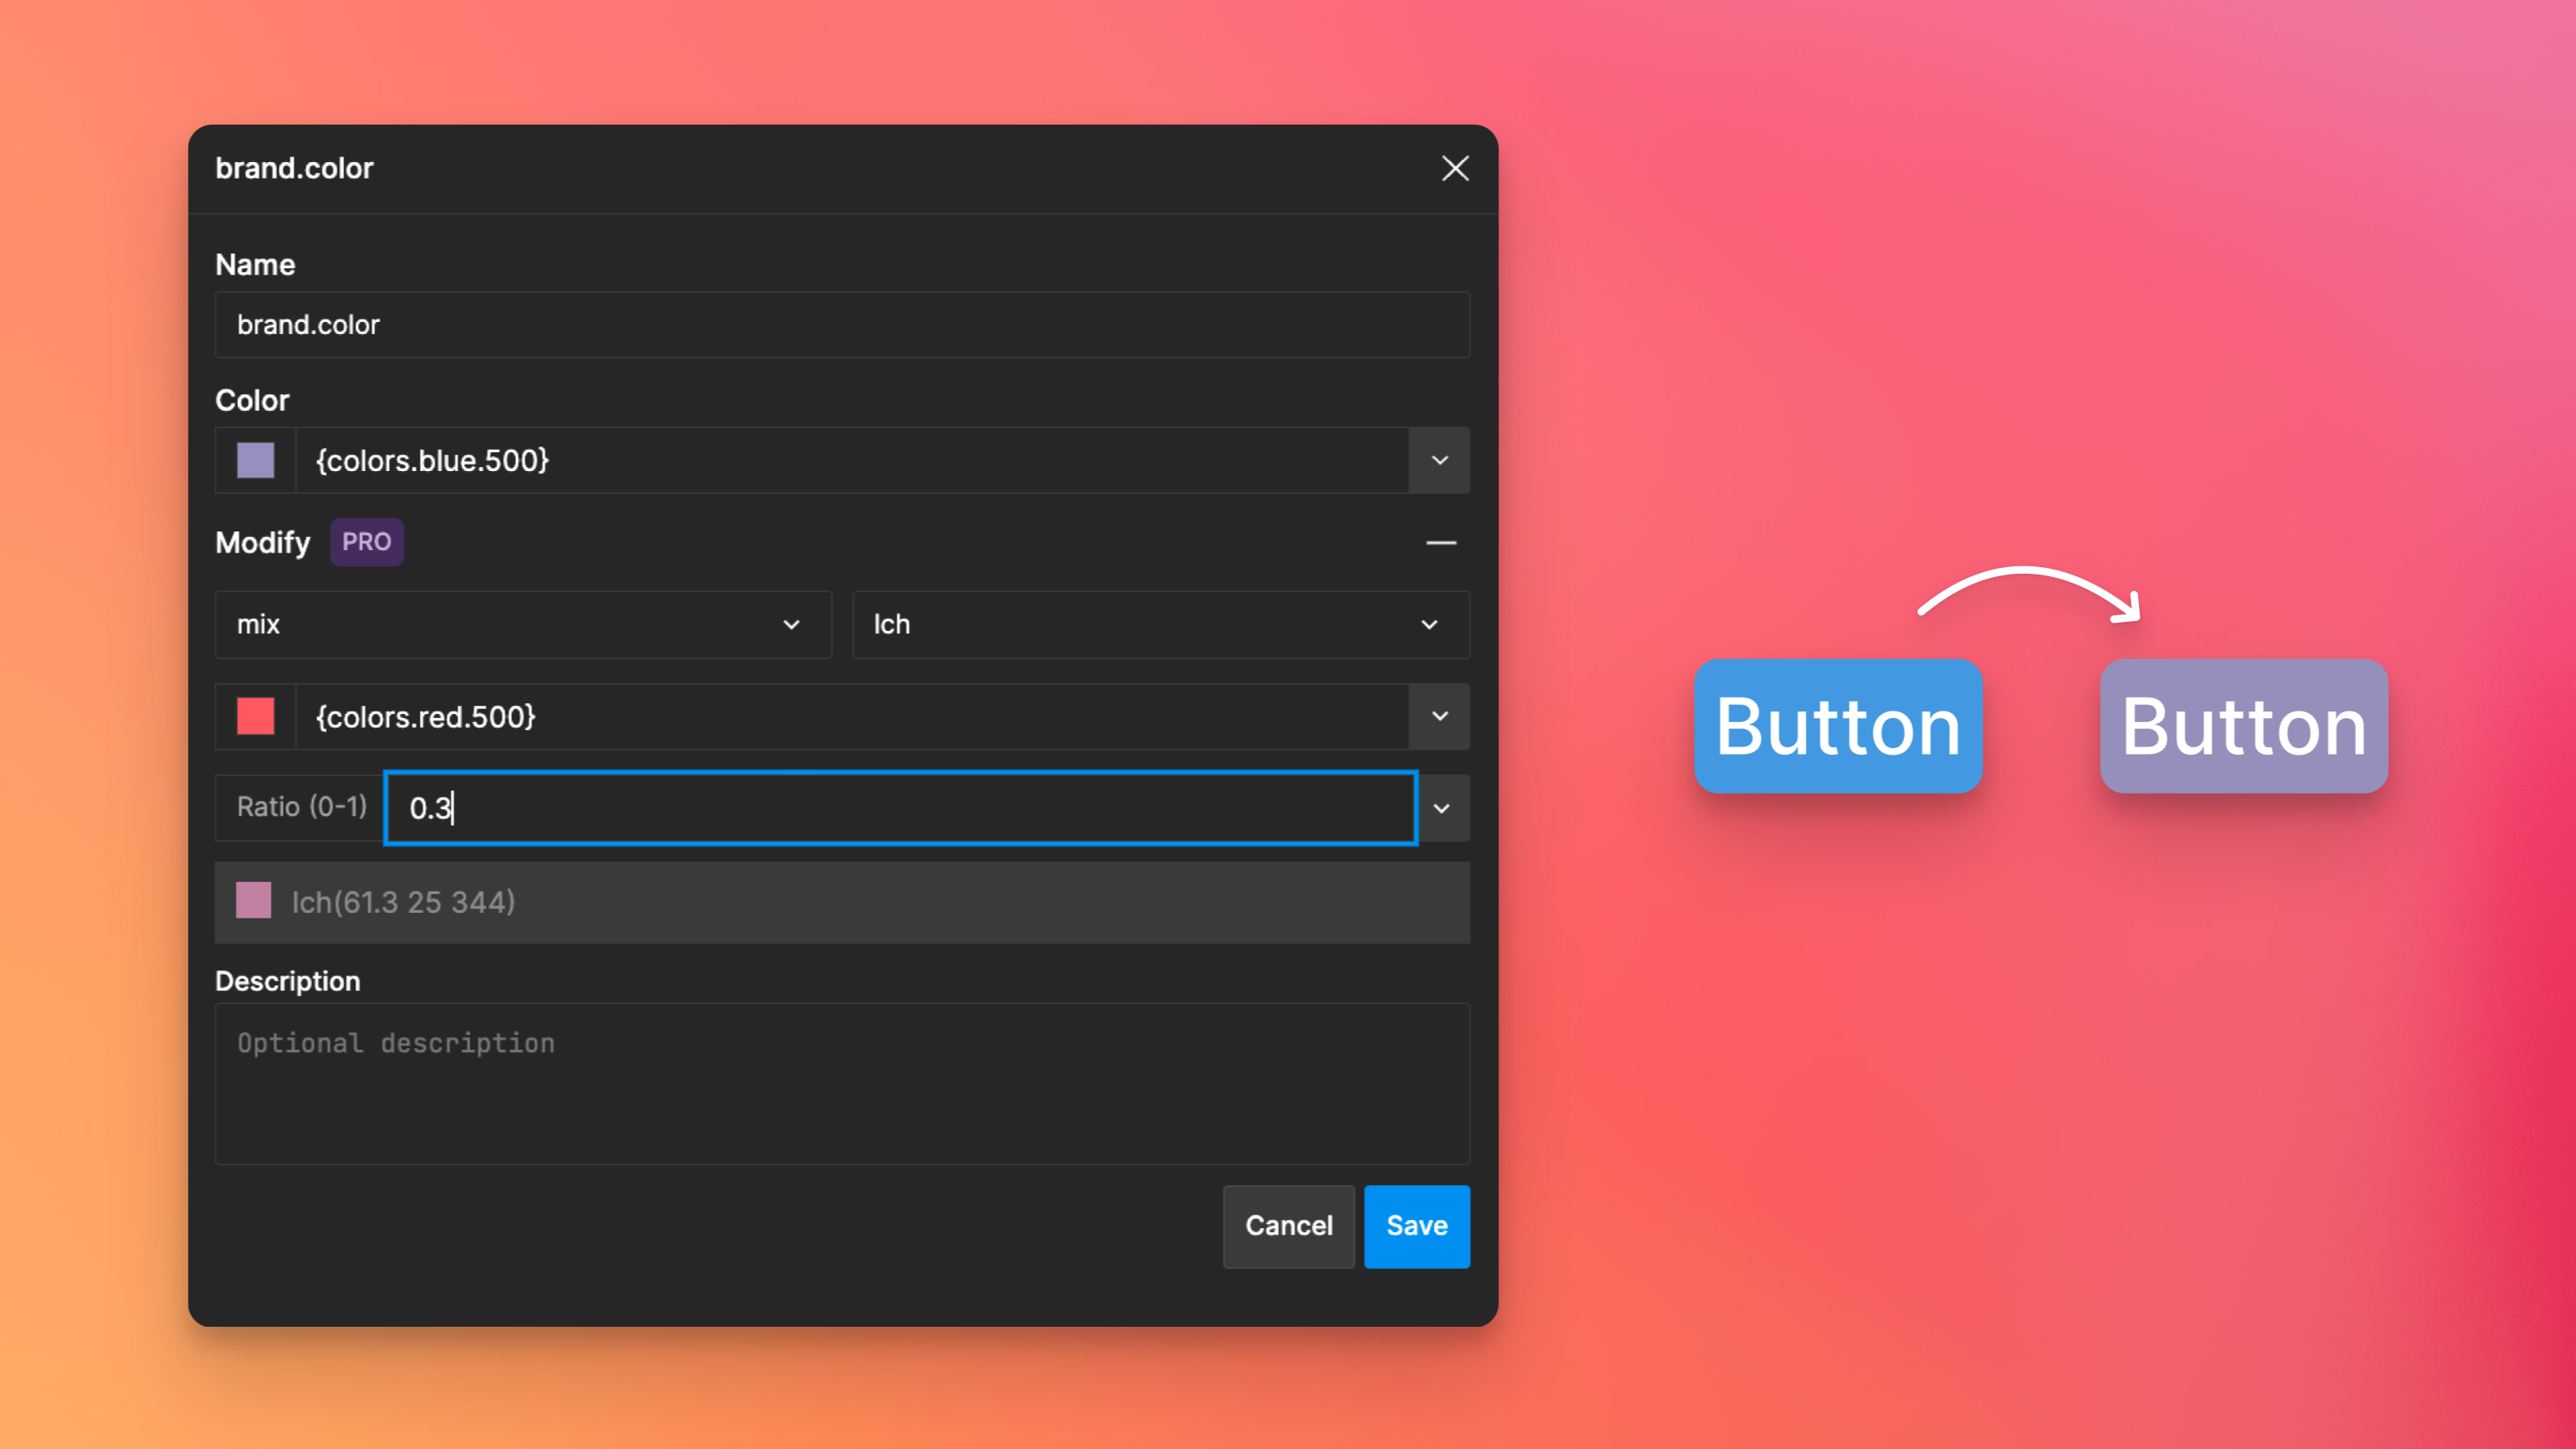 brand.color
Name
brand.color
Color
{colors.blue.500}
Modify PRO
mix lch
{colors.red.500}
Ratio (0-1) 0.3
lch(61.3 25 344)
Description
Optional description
Cancel Save
Button Button